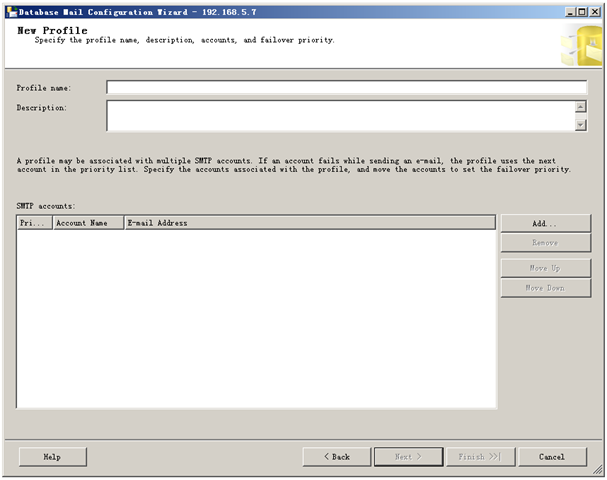 Database Mail Configuration Wizard - 192.168.5.7
New Profile
Specify the profile name, description, accounts, and failover priority.
Profile name:
Description:
A profile may be associated with multiple SMTP accounts. If an account fails while sending an e-mail, the profile uses the next
account in the priority list. Specify the accounts associated with the profile, and move the accounts to set the failover priority.
SMTP accounts:
Pri... Account Name E-mail Address
Add...
Remove
Move Up
Move Down
Help < Back Next > Finish >>| Cancel